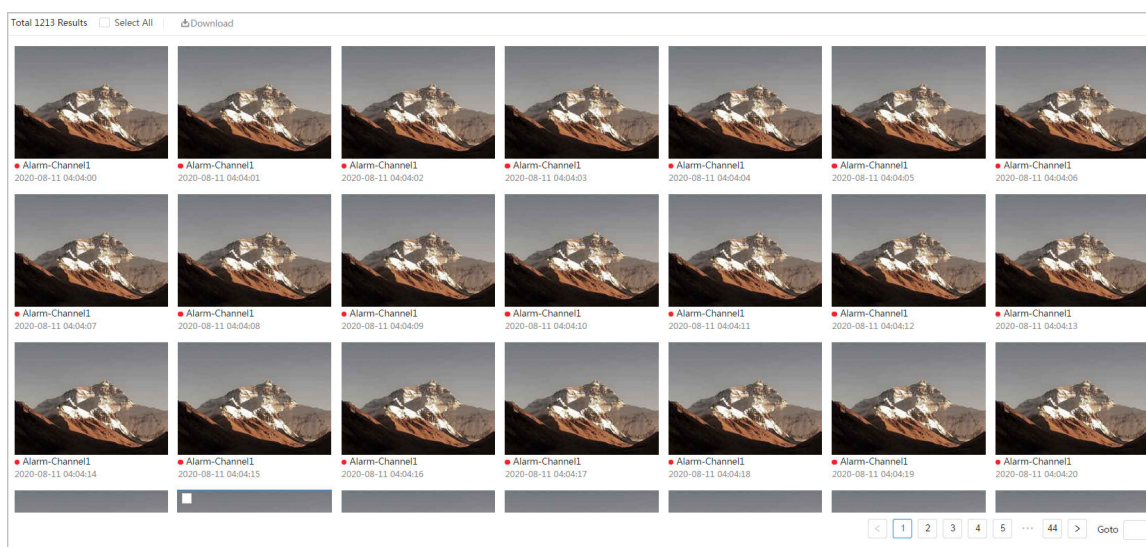 Total 1213 Results Select All Download
Alarm-Channel1 Alarm-Channel1 Alarm-Channel1 Alarm-Channel1 Alarm-Channel1 Alarm-Channel1 Alarm-Channel1
2020-08-11 04:04:00 2020-08-11 04:04:01 2020-08-11 04:04:02 2020-08-11 04:04:03 2020-08-11 04:04:04 2020-08-11 04:04:05 2020-08-11 04:04:06
Alarm-Channel1 Alarm-Channel1 Alarm-Channel1 Alarm-Channel1 Alarm-Channel1 Alarm-Channel1 Alarm-Channel1
2020-08-11 04:04:07 2020-08-11 04:04:08 2020-08-11 04:04:09 2020-08-11 04:04:10 2020-08-11 04:04:11 2020-08-11 04:04:12 2020-08-11 04:04:13
Alarm-Channel1 Alarm-Channel1 Alarm-Channel1 Alarm-Channel1 Alarm-Channel1 Alarm-Channel1 Alarm-Channel1
2020-08-11 04:04:14 2020-08-11 04:04:15 2020-08-11 04:04:16 2020-08-11 04:04:17 2020-08-11 04:04:18 2020-08-11 04:04:19 2020-08-11 04:04:20
< 1 2 3 4 5 ··· 44 > Goto